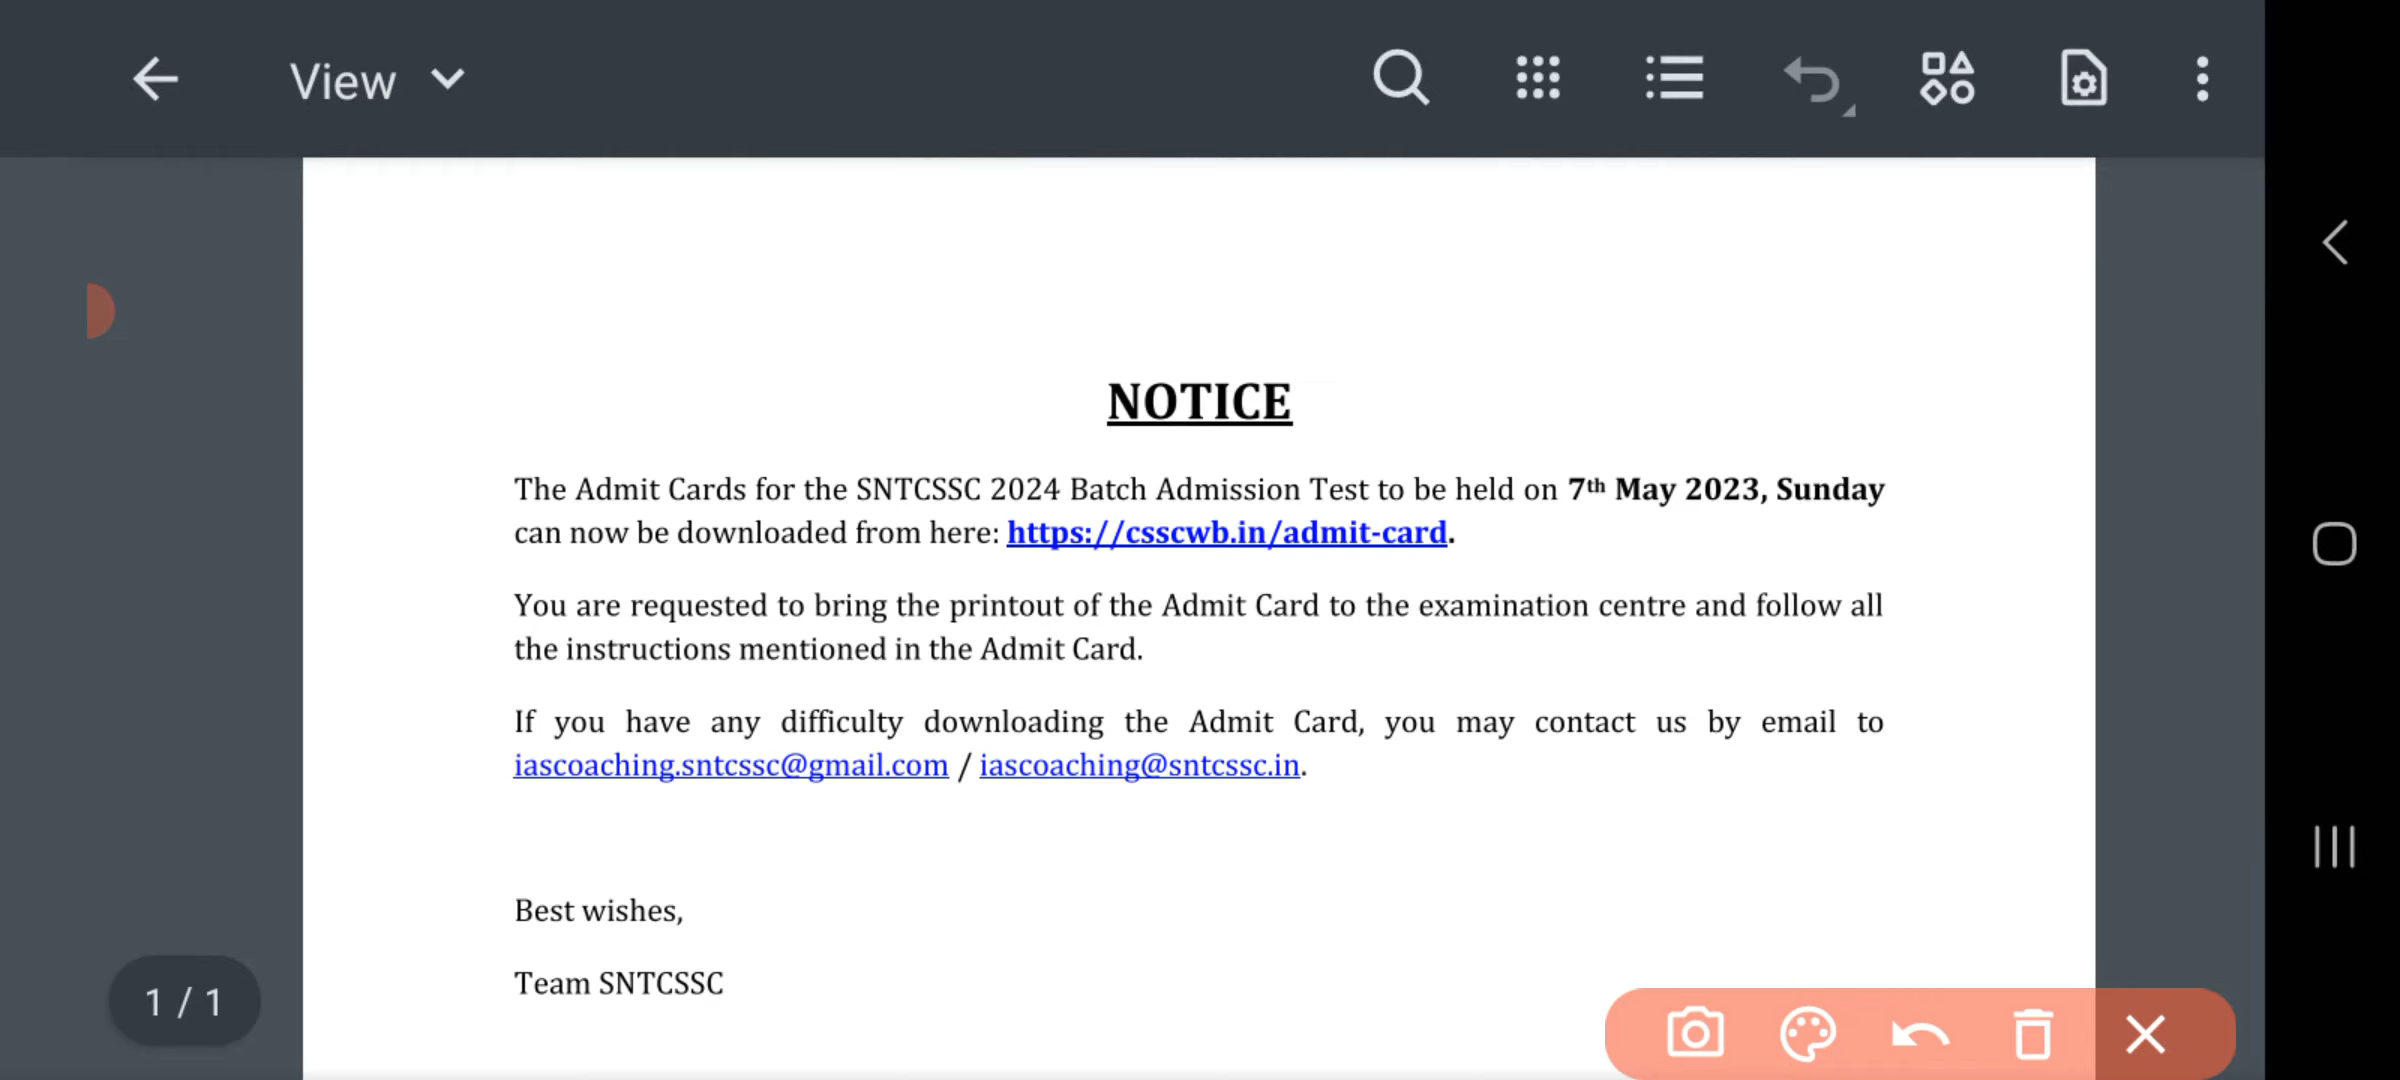 View
NOTICE
The Admit Cards for the SNTCSSC 2024 Batch Admission Test to be held on 7th May 2023, Sunday
can now be downloaded from here: https://csscwb.in/admit-card.
You are requested to bring the printout of the Admit Card to the examination centre and follow all
the instructions mentioned in the Admit Card.
If you have any difficulty downloading the Admit Card, you may contact us by email to
iascoaching.sntcssc@gmail.com / iascoaching@sntcssc.in.
Best wishes,
Team SNTCSSC
1 / 1